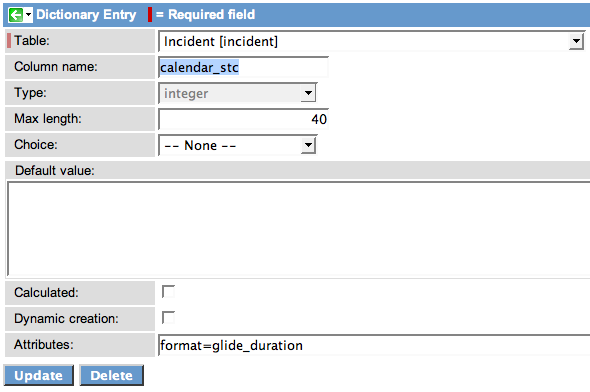 Dictionary Entry = Required field
Table: Incident [incident]
Column name: calendar_stc
Type: integer
Max length: 40
Choice: -- None --
Default value:
Calculated:
Dynamic creation:
Attributes: format=glide_duration
Update Delete